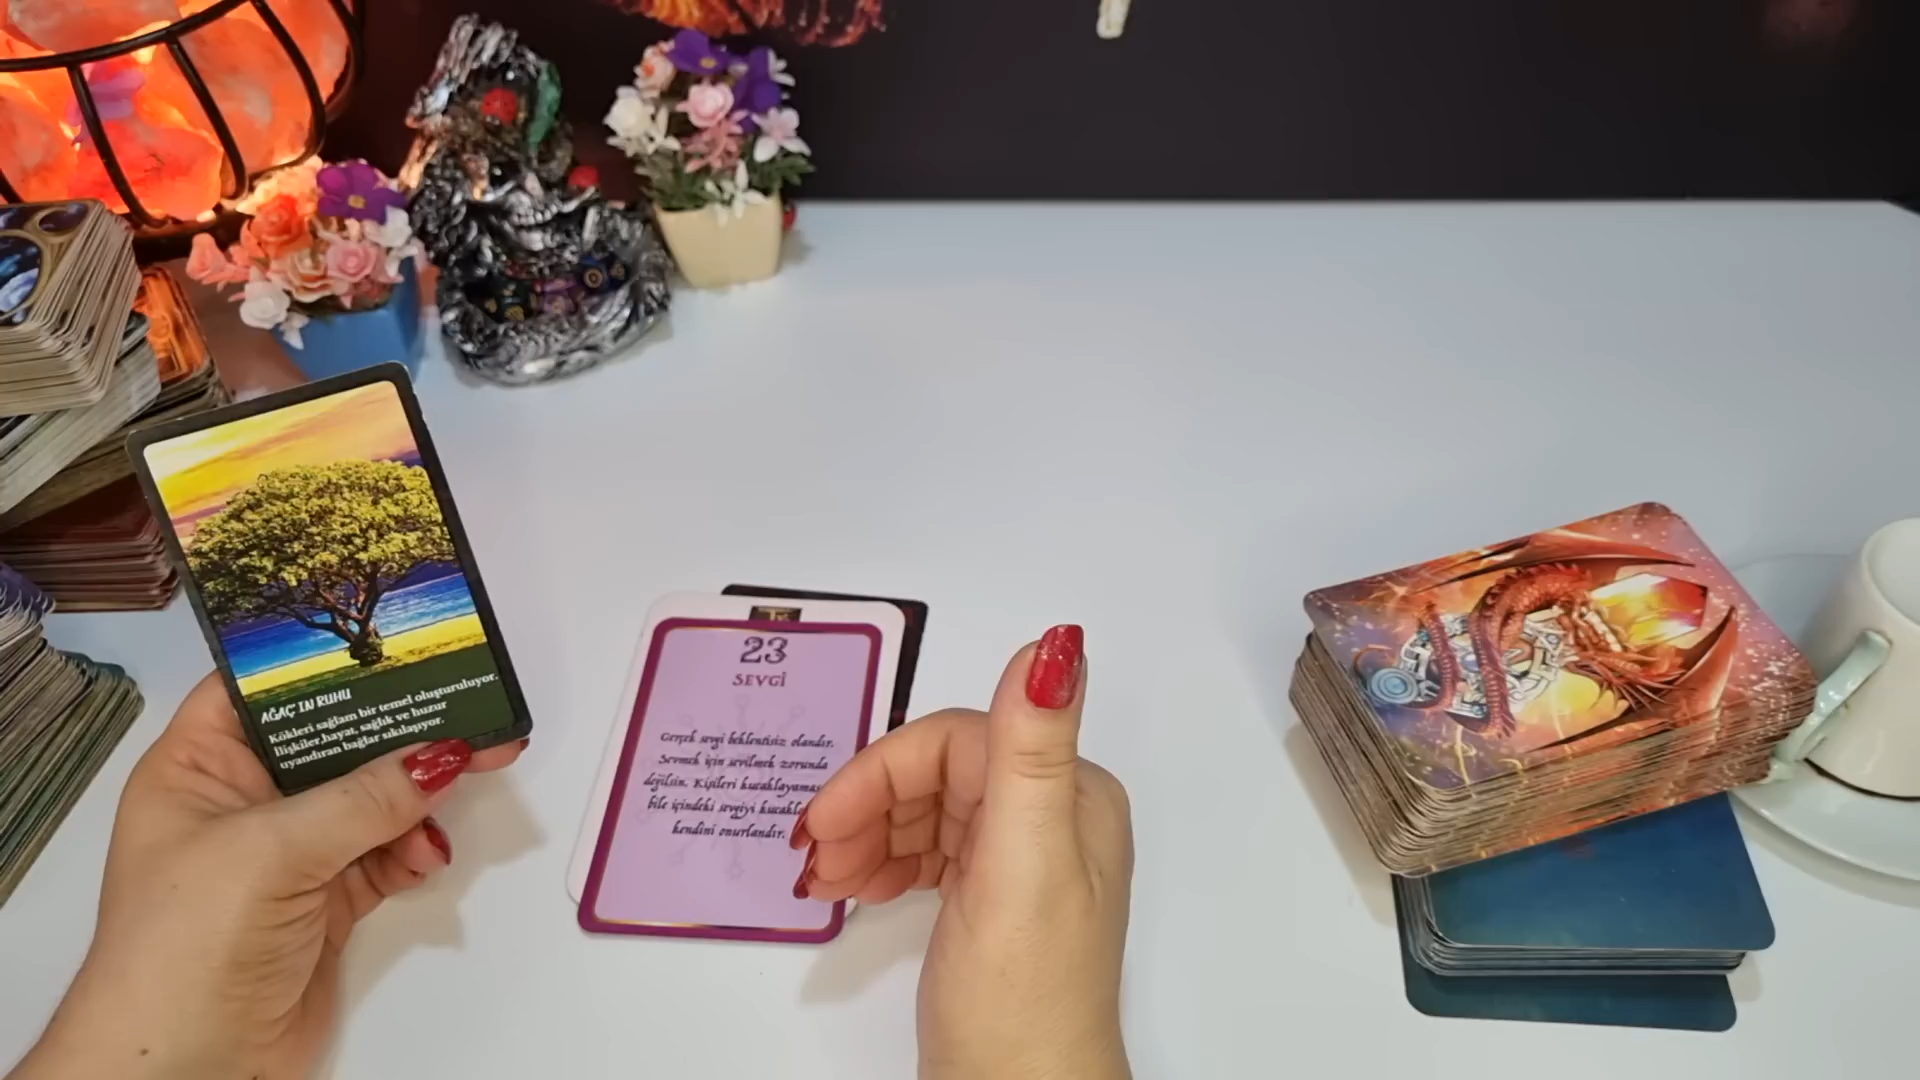 AĞAÇ IN RUHU
Kökleri sağlam bir temel oluşturuluyor.
İlişkiler,hayat, sağlık ve huzur
uyandıran bağlar sıkılaşıyor.
23
SEVGİ
Gerçek sevgi beklentisiz olandır.
Sevmek için sevilmek zorunda
değilsin. Kişileri kucaklayamasan
bile içindeki sevgiyi kucakla
kendini onurlandır.